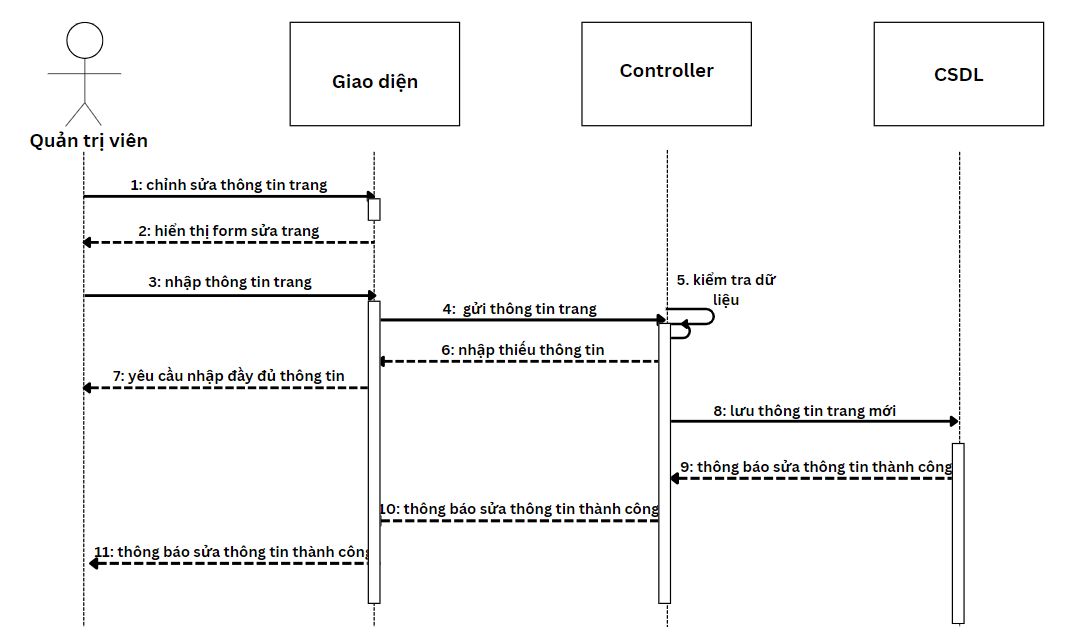 Giao diện
Controller
CSDL
Quản trị viên
1: chỉnh sửa thông tin trang
2: hiển thị form sửa trang
3: nhập thông tin trang
5. kiểm tra dữ
liệu
4: gửi thông tin trang
6: nhập thiếu thông tin
7: yêu cầu nhập đầy đủ thông tin
8: lưu thông tin trang mới
9: thông báo sửa thông tin thành công
10: thông báo sửa thông tin thành công
11: thông báo sửa thông tin thành công